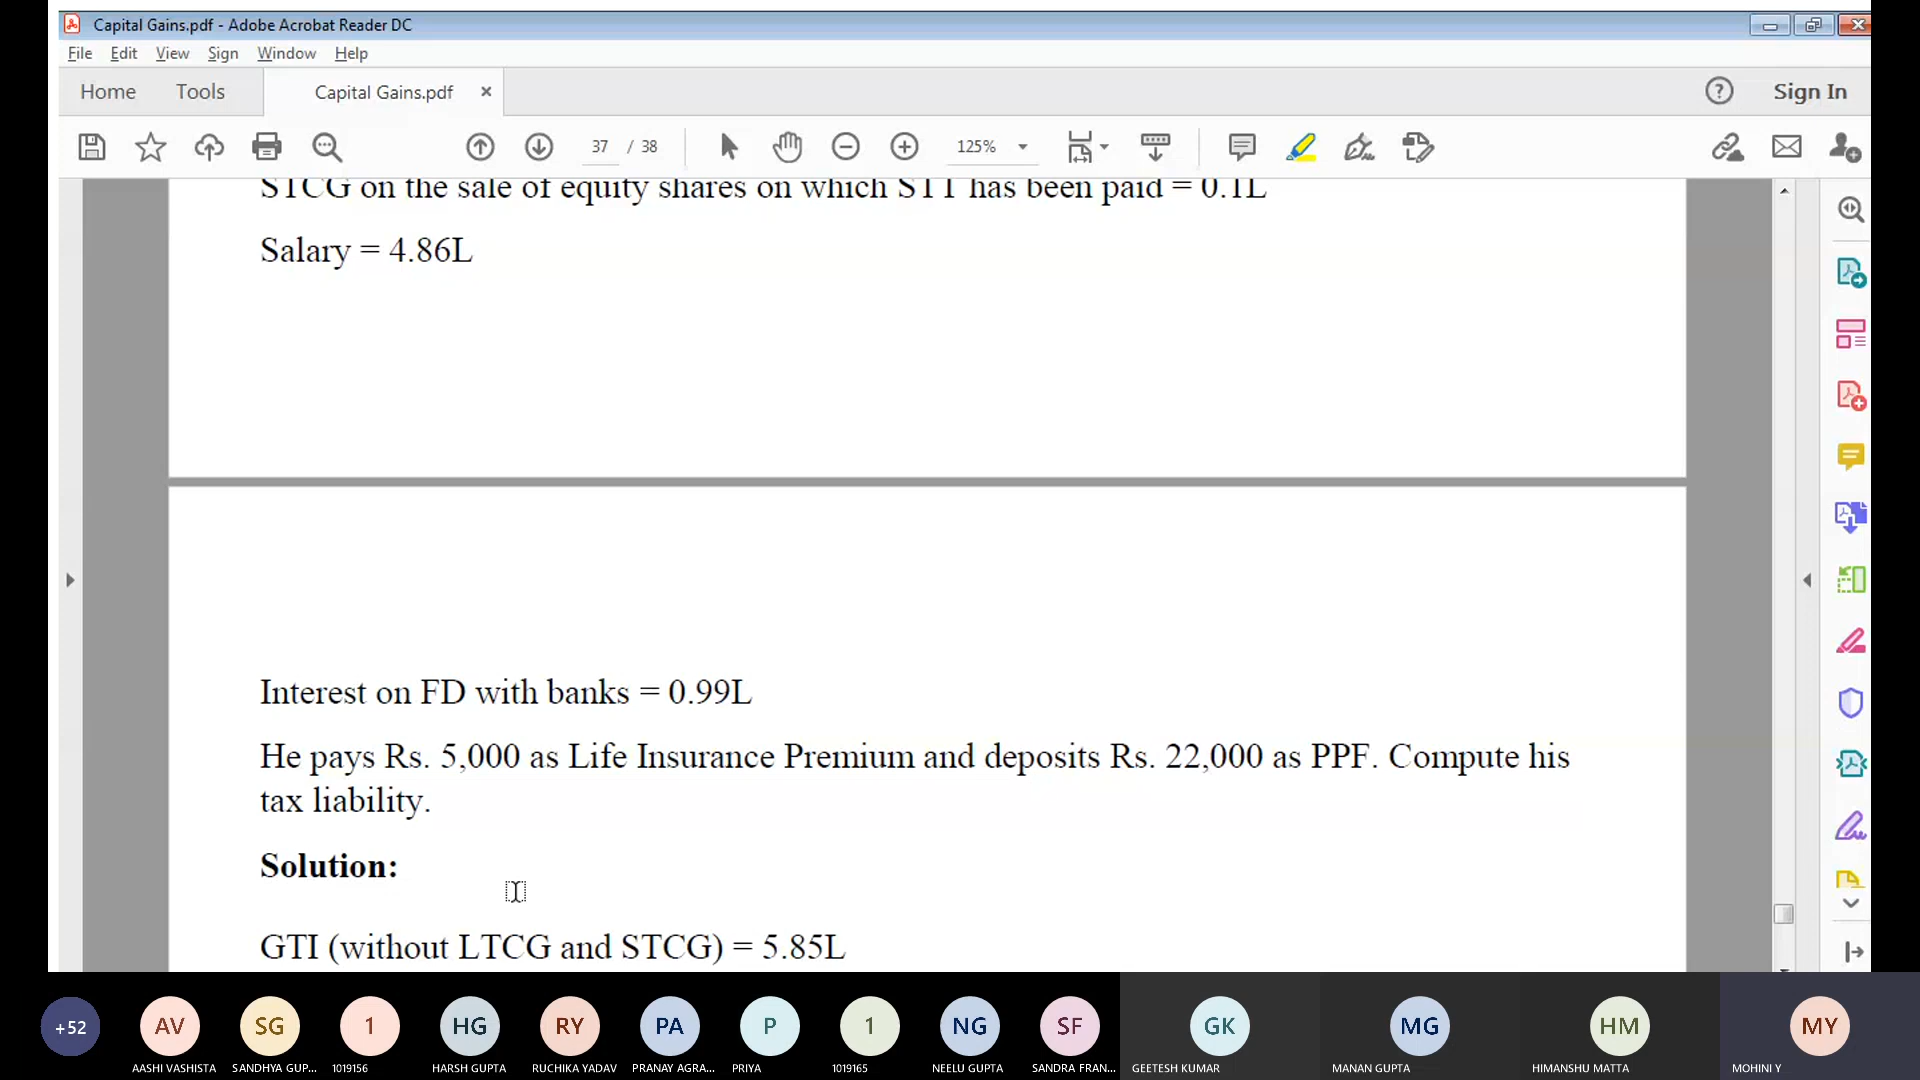 Capital Gains.pdf - Adobe Acrobat Reader DC
File Edit View Sign Window Help
Home Tools Capital Gains.pdf × Sign In
37 / 38 125%
STCG on the sale of equity shares on which STT has been paid = 0.1L
Salary = 4.86L
Interest on FD with banks = 0.99L
He pays Rs. 5,000 as Life Insurance Premium and deposits Rs. 22,000 as PPF. Compute his
tax liability.
Solution:
GTI (without LTCG and STCG) = 5.85L
+52 AV SG 1 HG RY PA P 1 NG SF GK MG HM MY
AASHI VASHISTA SANDHYA GUP... 1019156 HARSH GUPTA RUCHIKA YADAV PRANAY AGRA... PRIYA 1019165 NEELU GUPTA SANDRA FRAN... GEETESH KUMAR MANAN GUPTA HIMANSHU MATTA MOHINI Y